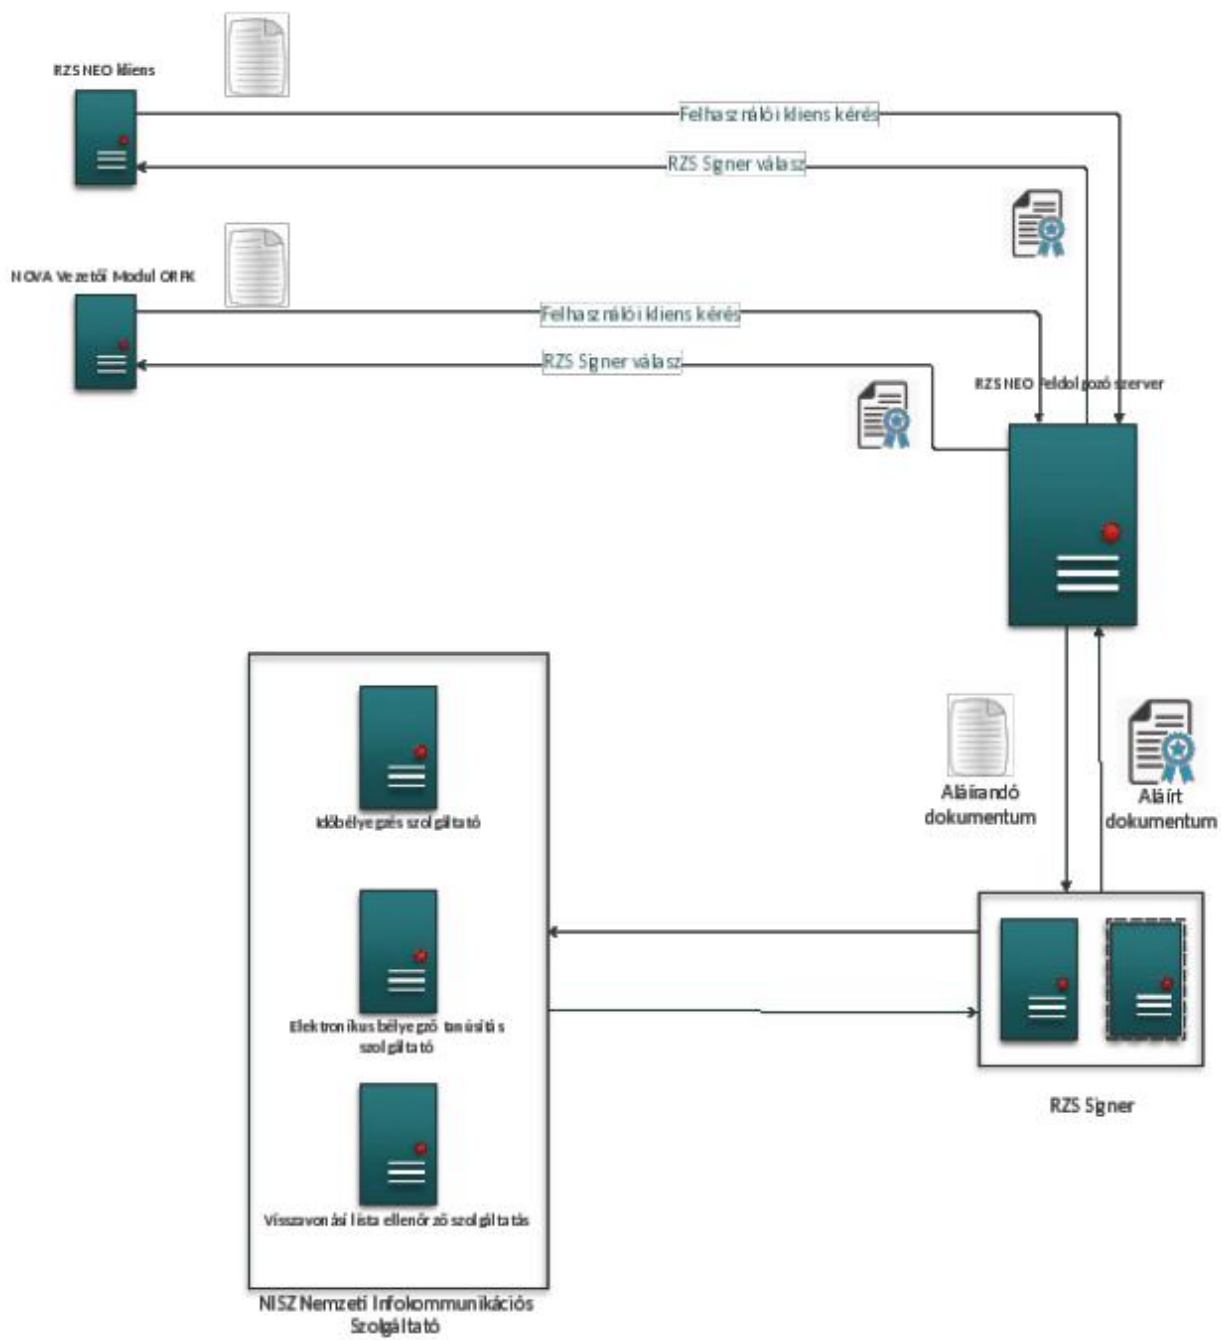 RZS NEO kliens
Felhasználói kliens kérés
RZS Signer válasz
NOVA Vezetői Modul ORFK
Felhasználói kliens kérés
RZS Signer válasz
RZS NEO Feldolgozó szerver
Aláírandó
dokumentum
Aláírt
dokumentum
Időbélyegzés szolgáltató
Elektronikus bélyegző tanúsítás
szolgáltató
Visszavonási lista ellenőrző szolgáltatás
RZS Signer
NISZ Nemzeti Infokommunikációs
Szolgáltató